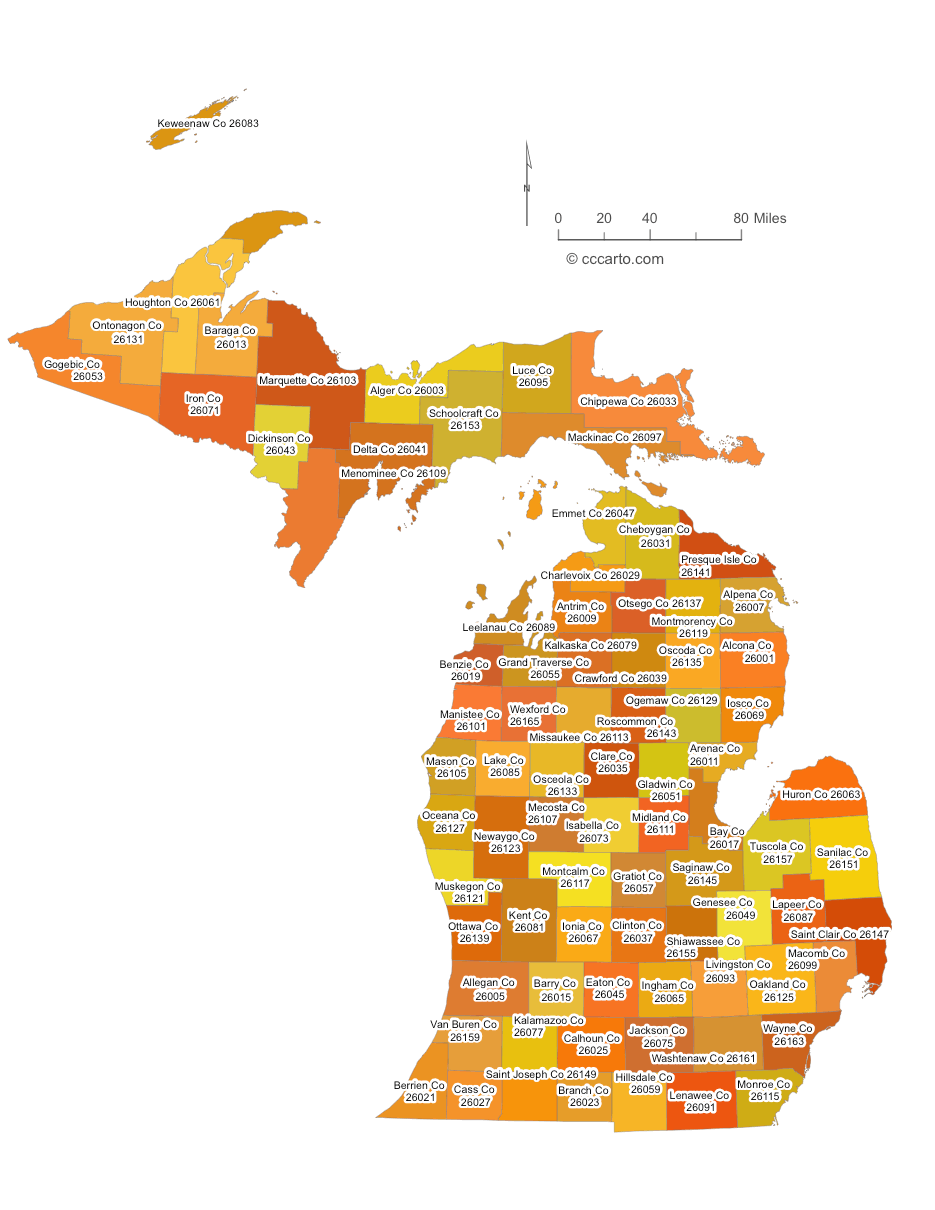 Keweenaw Co 26083
N
0 20 40 80 Miles
© cccarto.com
Houghton Co 26061
Ontonagon Co
26131
Baraga Co
26013
Gogebic Co
26053
Iron Co
26071
Marquette Co 26103
Dickinson Co
26043
Alger Co 26003
Luce Co
26095
Schoolcraft Co
26153
Chippewa Co 26033
Mackinac Co 26097
Delta Co 26041
Menominee Co 26109
Emmet Co 26047
Cheboygan Co
26031
Presque Isle Co
26141
Charlevoix Co 26029
Antrim Co
26009
Otsego Co 26137
Montmorency Co
26119
Alpena Co
26007
Leelanau Co 26089
Kalkaska Co 26079
Oscoda Co
26135
Alcona Co
26001
Benzie Co
26019
Grand Traverse Co
26055
Crawford Co 26039
Manistee Co
26101
Wexford Co
26165
Ogemaw Co 26129
Iosco Co
26069
Roscommon Co
26143
Missaukee Co 26113
Arenac Co
26011
Mason Co
26105
Lake Co
26085
Clare Co
26035
Osceola Co
26133
Gladwin Co
26051
Huron Co 26063
Oceana Co
26127
Mecosta Co
26107
Isabella Co
26073
Midland Co
26111
Newaygo Co
26123
Bay Co
26017
Tuscola Co
26157
Sanilac Co
26151
Muskegon Co
26121
Montcalm Co
26117
Gratiot Co
26057
Saginaw Co
26145
Genesee Co
26049
Lapeer Co
26087
Saint Clair Co 26147
Ottawa Co
26139
Kent Co
26081
Ionia Co
26067
Clinton Co
26037
Shiawassee Co
26155
Livingston Co
26093
Macomb Co
26099
Allegan Co
26005
Barry Co
26015
Eaton Co
26045
Ingham Co
26065
Oakland Co
26125
Van Buren Co
26159
Kalamazoo Co
26077
Calhoun Co
26025
Jackson Co
26075
Washtenaw Co 26161
Wayne Co
26163
Berrien Co
26021
Cass Co
26027
Saint Joseph Co 26149
Branch Co
26023
Hillsdale Co
26059
Lenawee Co
26091
Monroe Co
26115